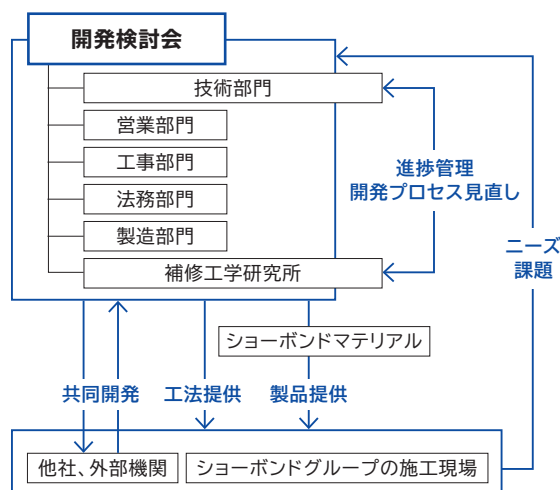 開発検討会
技術部門
営業部門
工事部門
法務部門
製造部門
補修工学研究所
進捗管理
開発プロセス見直し
ニーズ
課題
ショーボンドマテリアル
共同開発
工法提供
製品提供
他社、外部機関
ショーボンドグループの施工現場